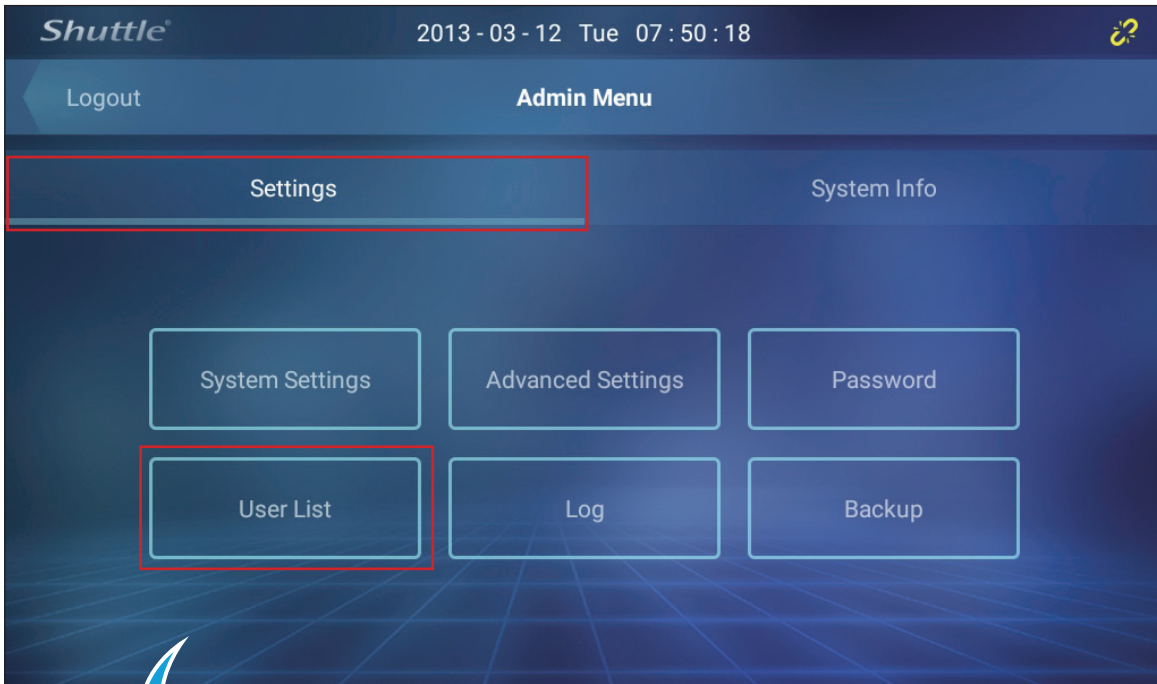 Shuttle® 2013 - 03 - 12 Tue 07 : 50 : 18
Logout Admin Menu
Settings System Info
System Settings Advanced Settings Password
User List Log Backup